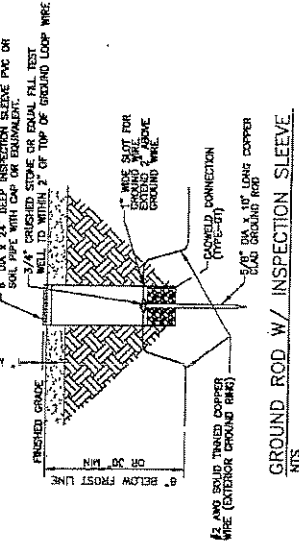 8" DIA x 24" DEEP INSPECTION SLEEVE PVC OR
SOIL PIPE WITH CAP OR EQUIVALENT.
3/4" CRUSHED STONE OR EQUAL FILL TEST
WELL TO WITHIN 2" OF TOP OF GROUND LOOP WIRE
FINISHED GRADE
1" WIDE SLOT FOR
GROUND WIRE.
EXTEND 2" ABOVE
GROUND WIRE.
CADWELD CONNECTION
(TYPE-GT)
5/8" DIA x 10' LONG COPPER
CLAD GROUND ROD
6" BELOW FROST LINE
OR 30" MIN
#2 AWG SOLID TINNED COPPER
WIRE (EXTERIOR GROUND RING)
GROUND ROD W/ INSPECTION SLEEVE
NTS